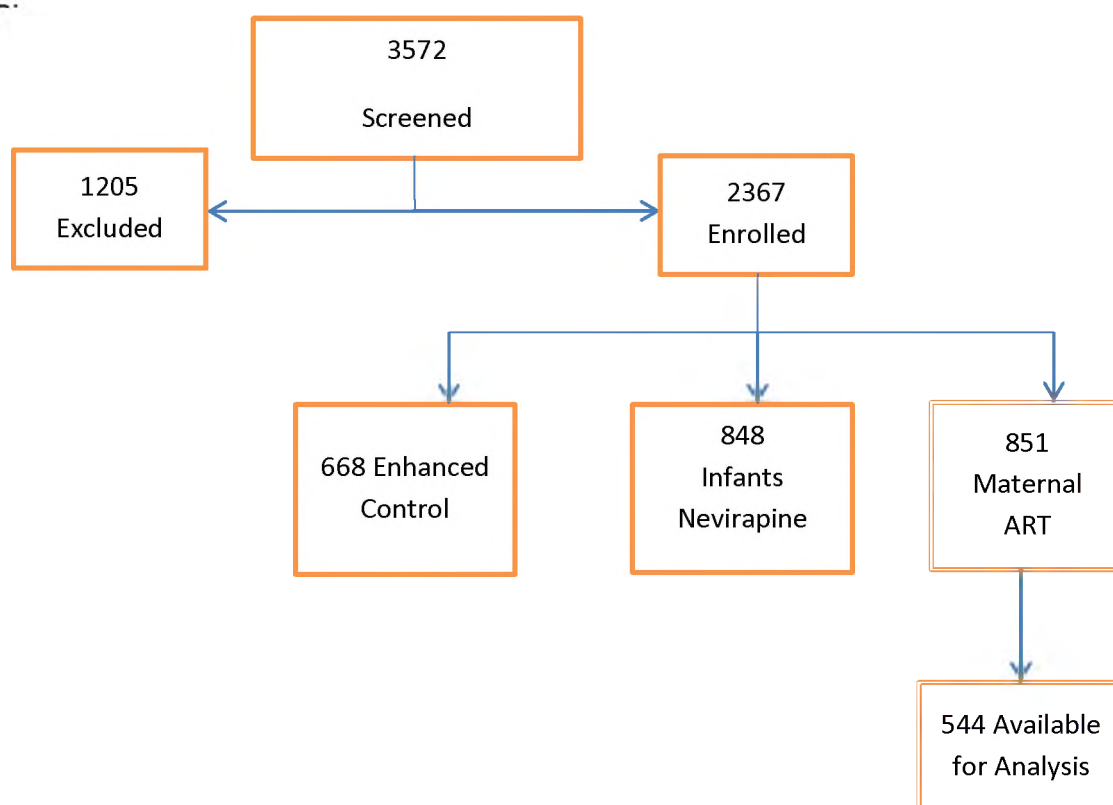 3572
Screened
1205
Excluded
2367
Enrolled
668 Enhanced
Control
848
Infants
Nevirapine
851
Maternal
ART
544 Available
for Analysis